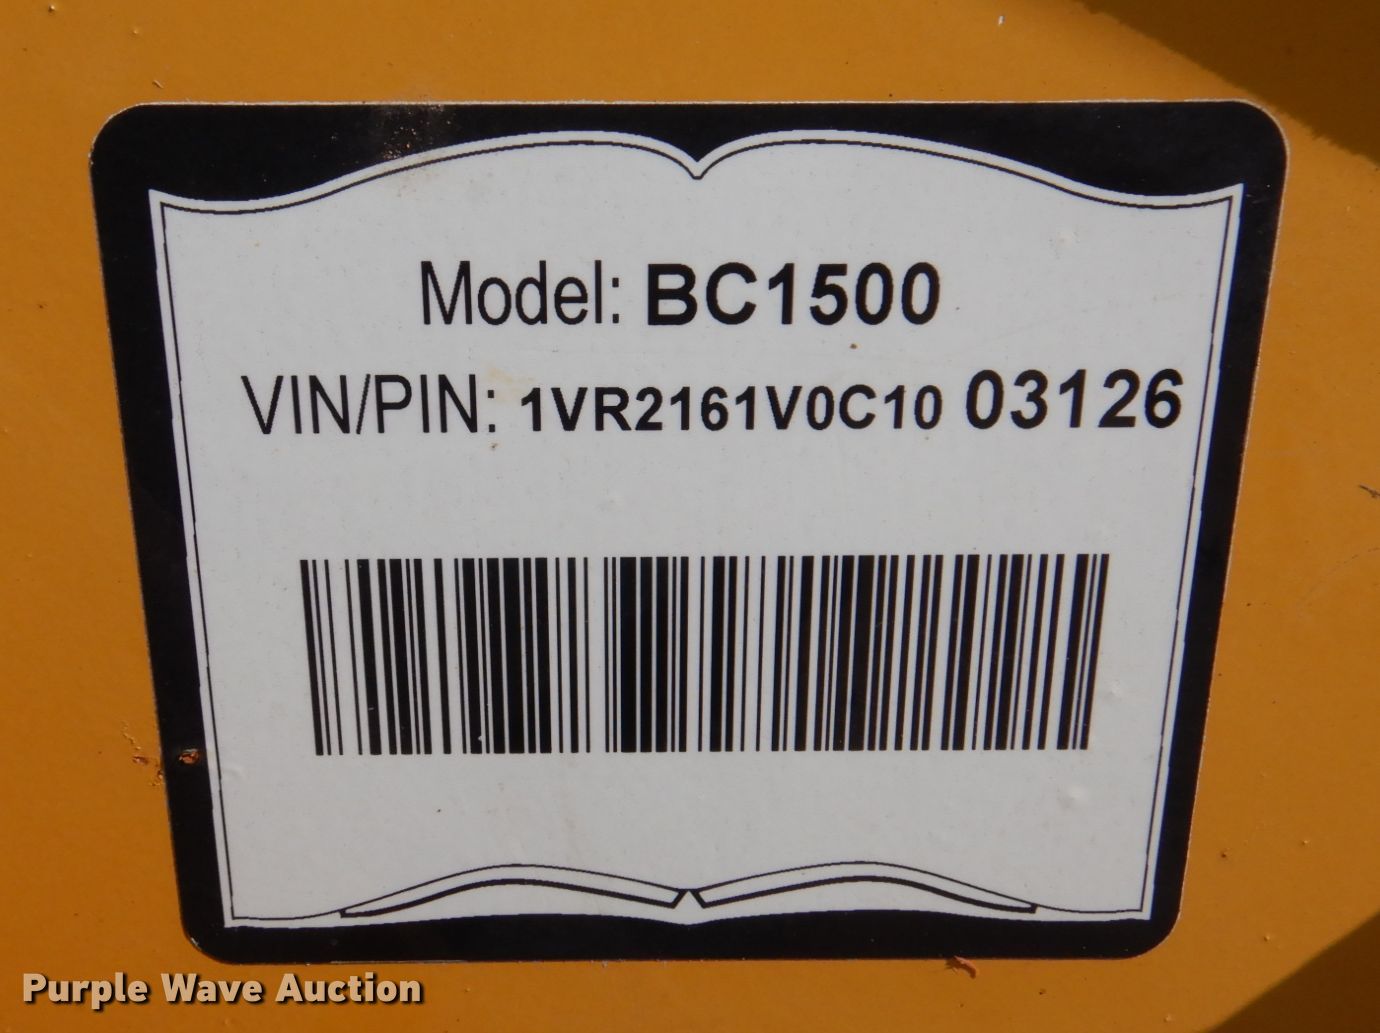 Model: BC1500
VIN/PIN: 1VR2161V0C10 03126
Purple Wave Auction